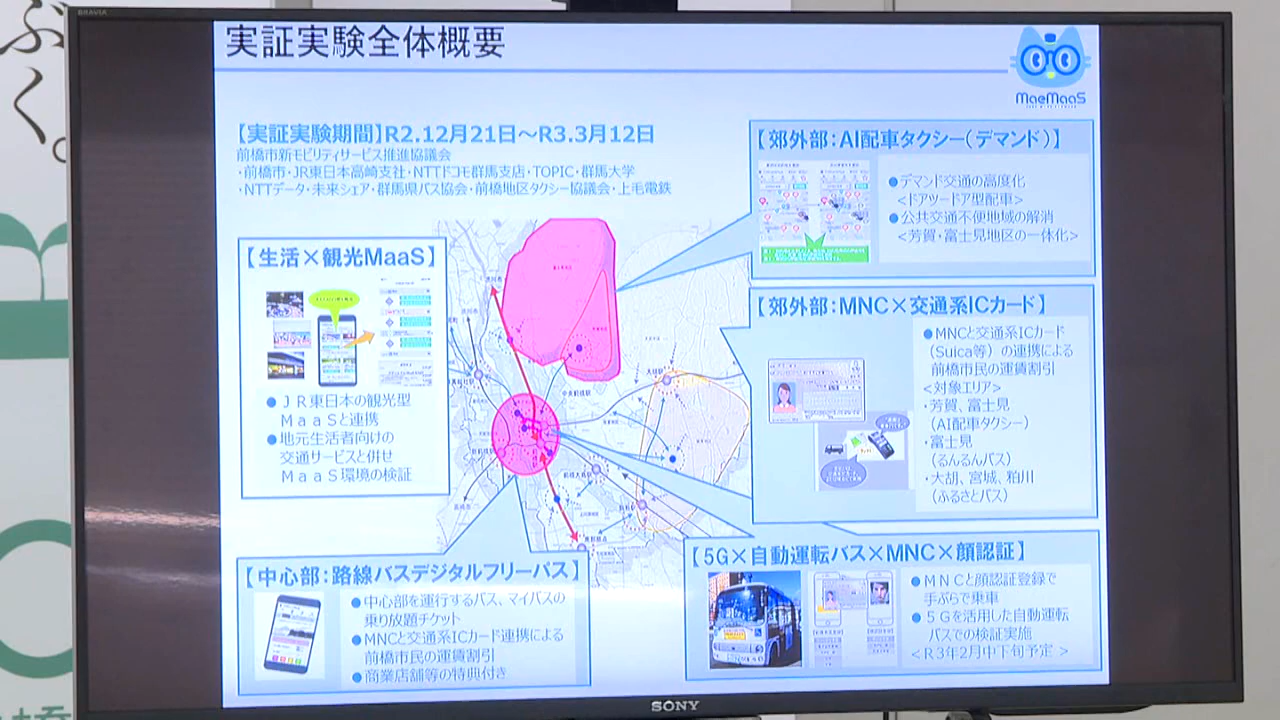 BRAVIA
ぶ
く。
実証実験全体概要
MaeMaaS
【実証実験期間】R2.12月21日～R3.3月12日
前橋市新モビリティサービス推進協議会
・前橋市・JR東日本高崎支社・NTTドコモ群馬支店・TOPIC・群馬大学
・NTTデータ・未来シェア・群馬県バス協会・前橋地区タクシー協議会・上毛電鉄
【郊外部：AI配車タクシー（デマンド）】
●デマンド交通の高度化
<ドアツードア型配車>
●公共交通不便地域の解消
<芳賀・富士見地区の一体化>
【生活×観光MaaS】
●ＪＲ東日本の観光型
ＭａａＳと連携
●地元生活者向けの
交通サービスと併せ
ＭａａＳ環境の検証
【郊外部：MNC×交通系ICカード】
●MNCと交通系ICカード
（Suica等）の連携による
前橋市民の運賃割引
<対象エリア>
・芳賀、富士見
（AI配車タクシー）
・富士見
（るんるんバス）
・大胡、宮城、粕川
（ふるさとバス）
【中心部：路線バスデジタルフリーパス】
●中心部を運行するバス、マイバスの
乗り放題チケット
●MNCと交通系ICカード連携による
前橋市民の運賃割引
●商業店舗等の特典付き
【5G×自動運転バス×MNC×顔認証】
●ＭＮＣと顔認証登録で
手ぶらで乗車
●５Ｇを活用した自動運転
バスでの検証実施
<Ｒ3年2月中下旬予定>
SONY